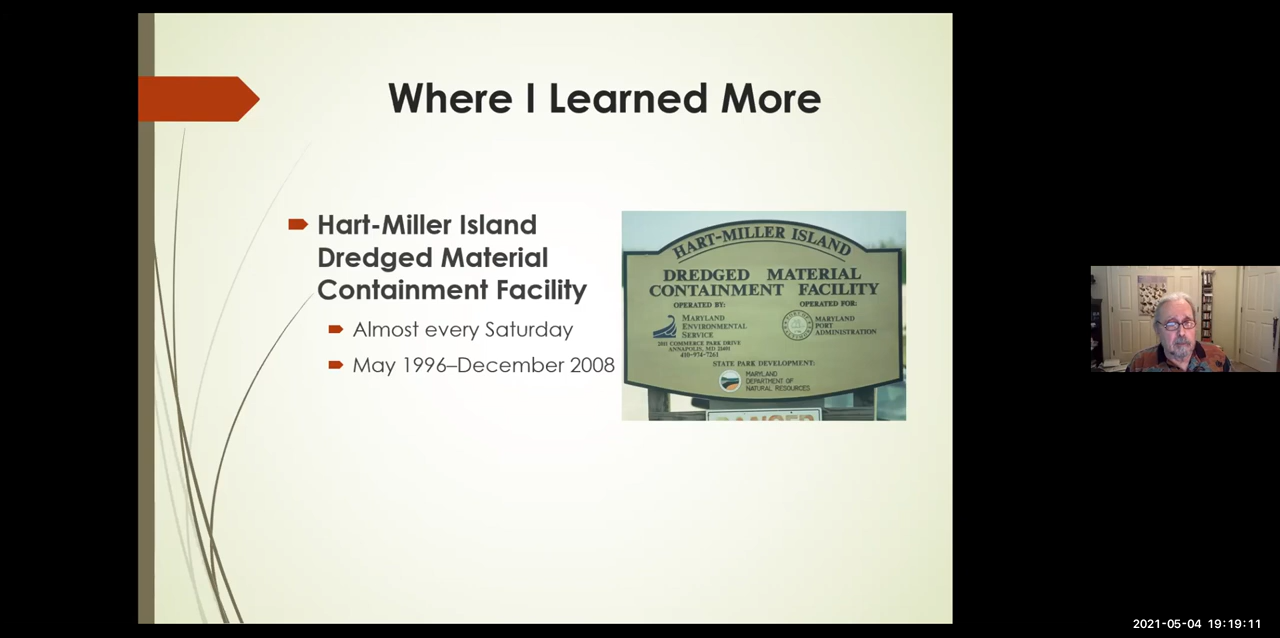 Where I Learned More
Hart-Miller Island
Dredged Material
Containment Facility
Almost every Saturday
May 1996–December 2008
HART-MILLER ISLAND
DREDGED MATERIAL
CONTAINMENT FACILITY
OPERATED BY:
MARYLAND
ENVIRONMENTAL
SERVICE
2011 COMMERCE PARK DRIVE
ANNAPOLIS, MD 21401
410-974-7261
OPERATED FOR:
MARYLAND
PORT
ADMINISTRATION
STATE PARK DEVELOPMENT:
MARYLAND
DEPARTMENT OF
NATURAL RESOURCES
DANGER
2021-05-04 19:19:11